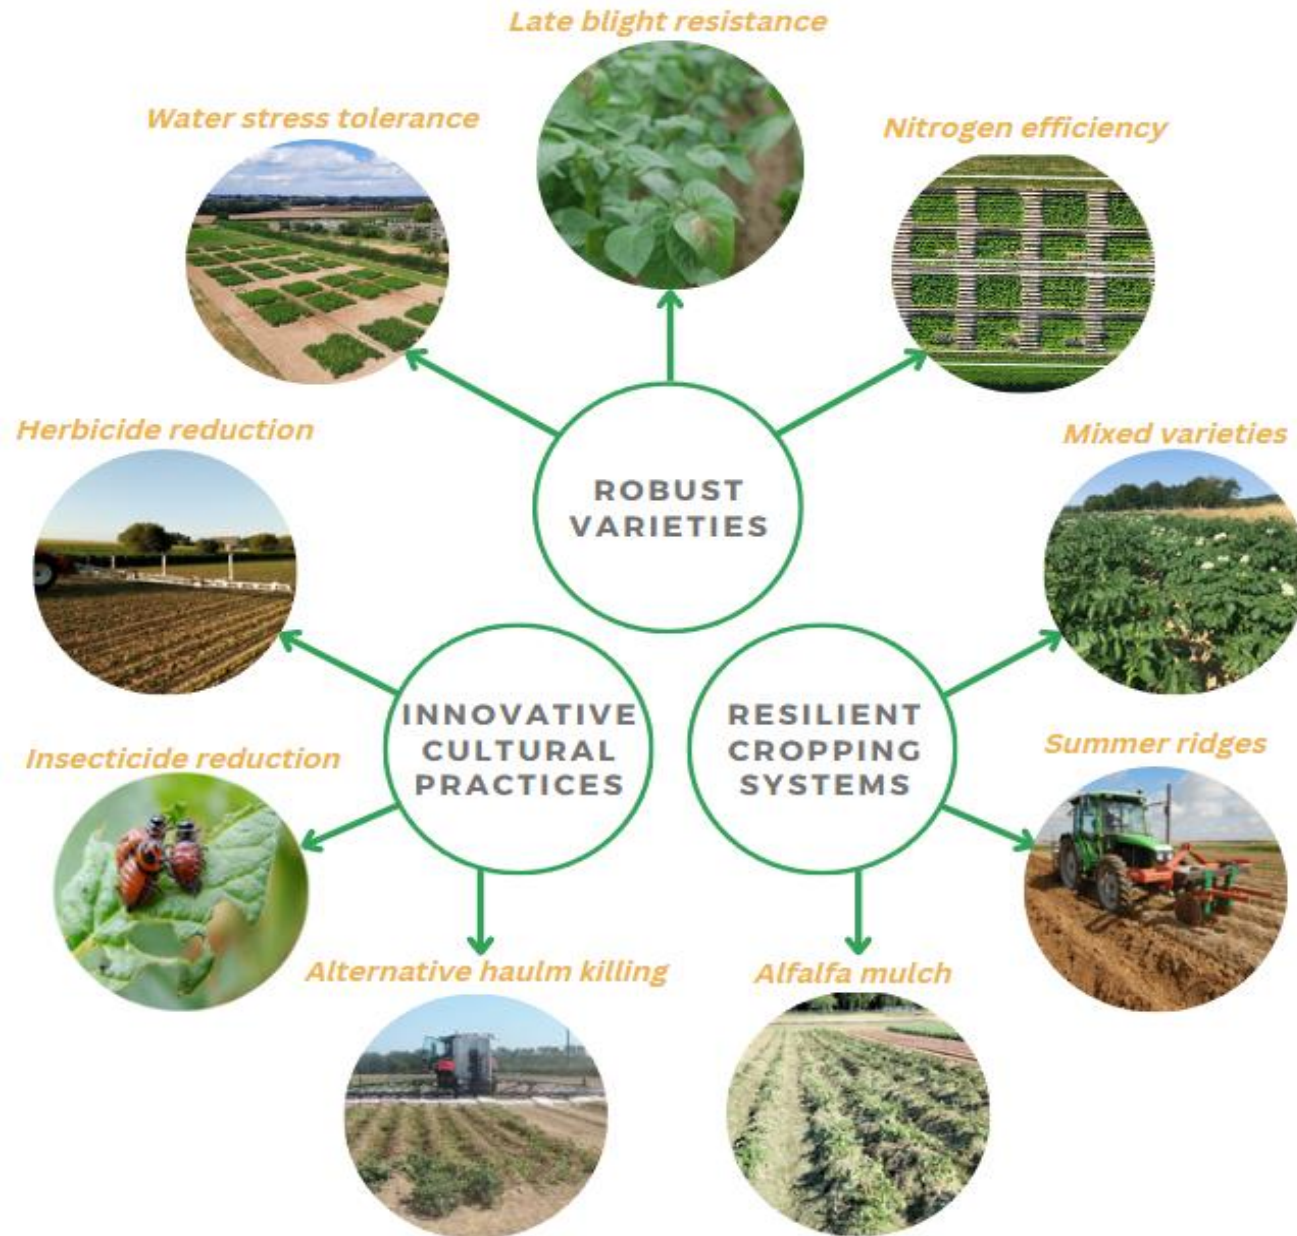 Late blight resistance
Water stress tolerance
Nitrogen efficiency
Herbicide reduction
Mixed varieties
ROBUST
VARIETIES
INNOVATIVE
CULTURAL
PRACTICES
RESILIENT
CROPPING
SYSTEMS
Insecticide reduction
Summer ridges
Alternative haulm killing
Alfalfa mulch